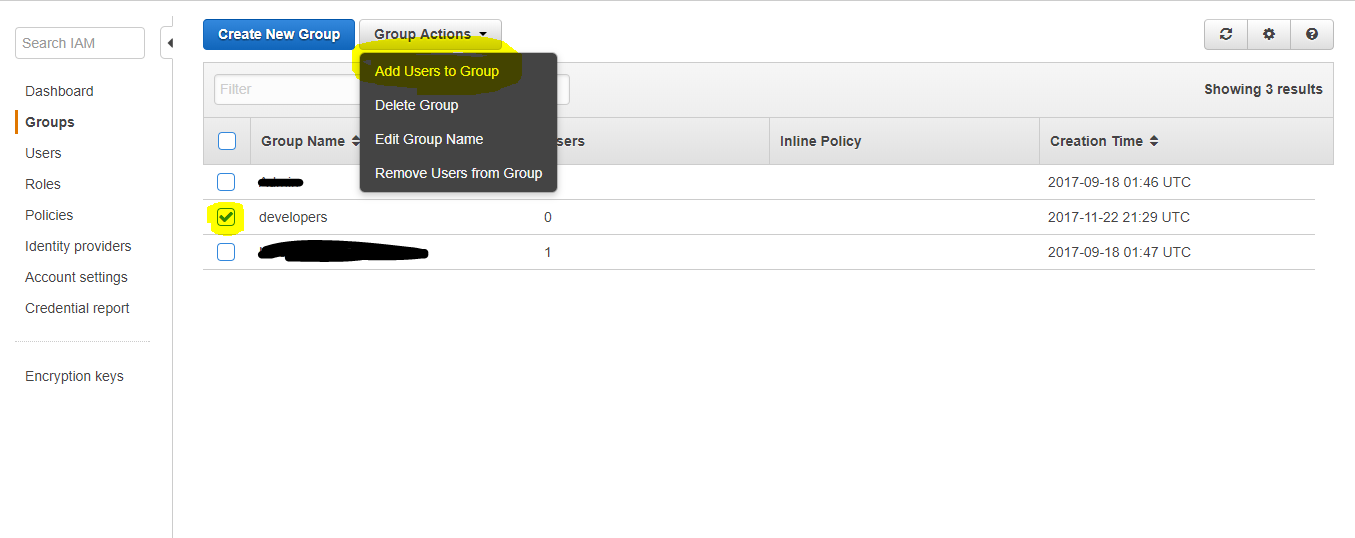 Search IAM
Dashboard
Groups
Users
Roles
Policies
Identity providers
Account settings
Credential report
Encryption keys
Create New Group
Group Actions
Add Users to Group
Delete Group
Edit Group Name
Remove Users from Group
Filter
Showing 3 results
Group Name sers Inline Policy Creation Time
2017-09-18 01:46 UTC
developers 0 2017-11-22 21:29 UTC
1 2017-09-18 01:47 UTC